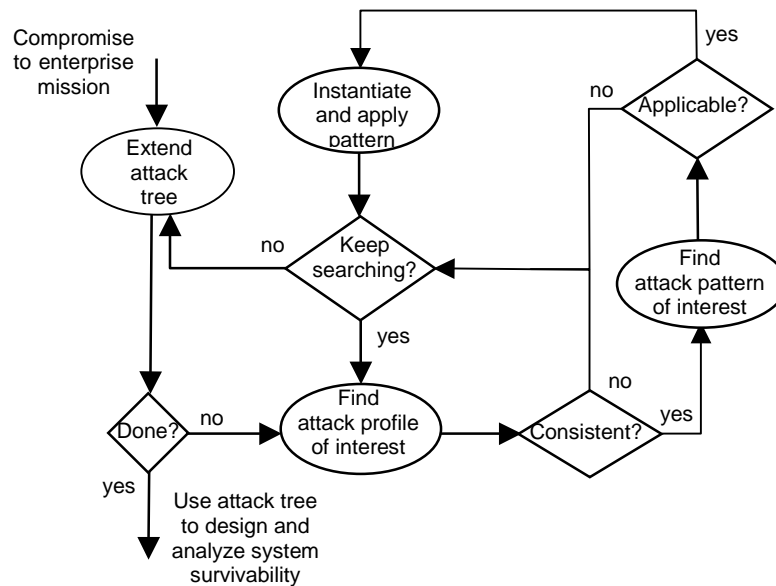 Compromise
to enterprise
mission
Extend
attack
tree
Instantiate
and apply
pattern
yes
no
Applicable?
no
Keep
searching?
Find
attack pattern
of interest
yes
Done?
no
Find
attack profile
of interest
no
Consistent?
yes
yes
Use attack tree
to design and
analyze system
survivability